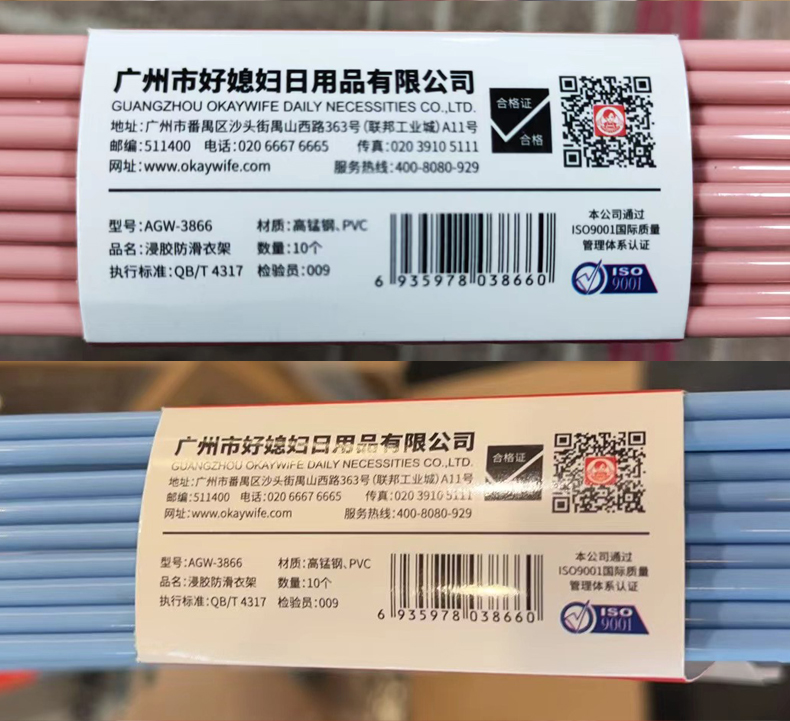 广州市好媳妇日用品有限公司
GUANGZHOU OKAYWIFE DAILY NECESSITIES CO.,LTD.
地址:广州市番禺区沙头街禺山西路363号(联邦工业城)A11号
邮编:511400 电话:020 6667 6665 传真:020 3910 5111
网址:www.okaywife.com 服务热线:400-8080-929
合格证
合格
型号:AGW-3866 材质:高锰钢、PVC
品名:浸胶防滑衣架 数量:10个
执行标准:QB/T 4317 检验员:009
6 935978 038660
本公司通过
ISO9001国际质量
管理体系认证
ISO
9001
广州市好媳妇日用品有限公司
GUANGZHOU OKAYWIFE DAILY NECESSITIES CO.,LTD.
地址:广州市番禺区沙头街禺山西路363号(联邦工业城)A11号
邮编:511400 电话:020 6667 6665 传真:020 3910 5111
网址:www.okaywife.com 服务热线:400-8080-929
合格证
型号:AGW-3866 材质:高锰钢、PVC
品名:浸胶防滑衣架 数量:10个
执行标准:QB/T 4317 检验员:009
6 935978 038660
本公司通过
ISO9001国际质量
管理体系认证
ISO
9001